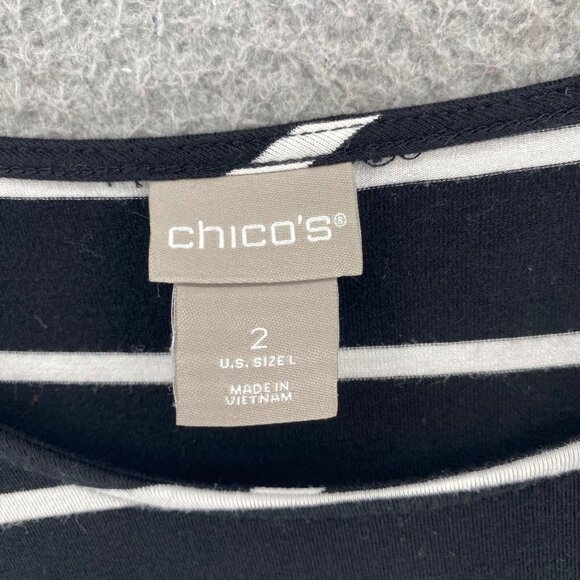 chico's®
2
U.S. SIZE L
MADE IN
VIETNAM